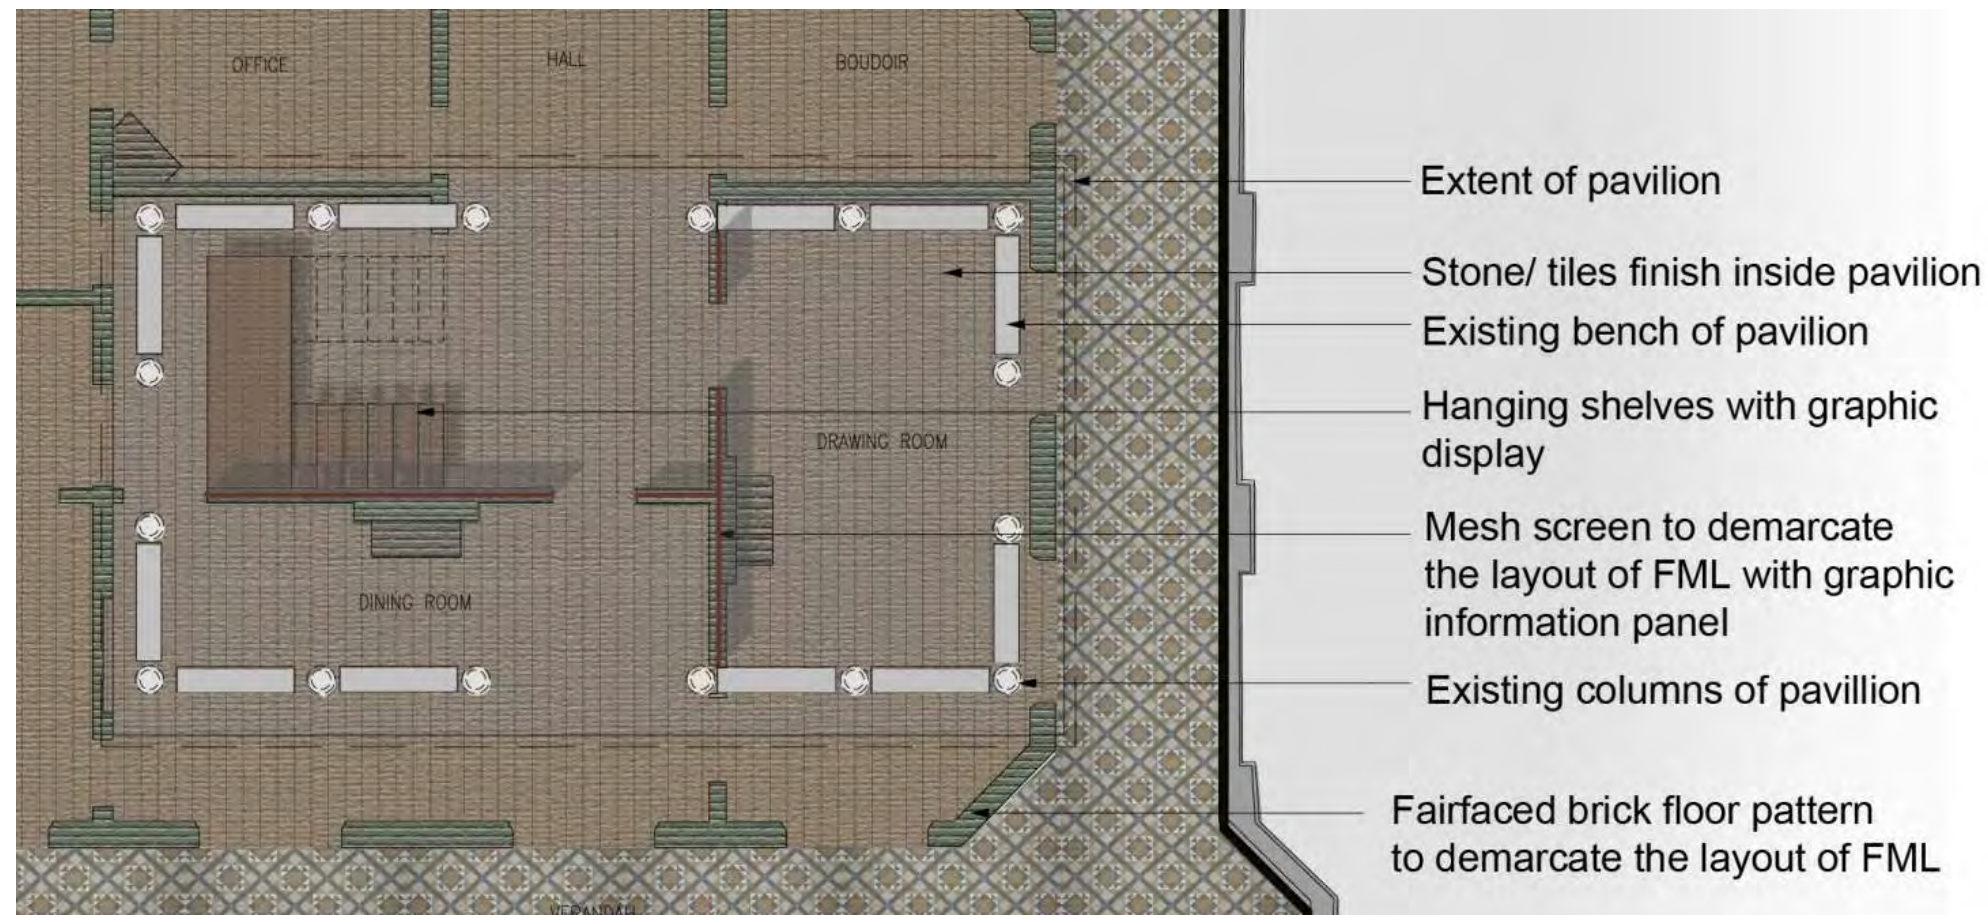 OFFICE
HALL
BOUDOIR
Extent of pavilion
Stone/ tiles finish inside pavilion
Existing bench of pavilion
Hanging shelves with graphic
display
DRAWING ROOM
Mesh screen to demarcate
the layout of FML with graphic
information panel
DINING ROOM
Existing columns of pavillion
Fairfaced brick floor pattern
to demarcate the layout of FML
VERANDAH